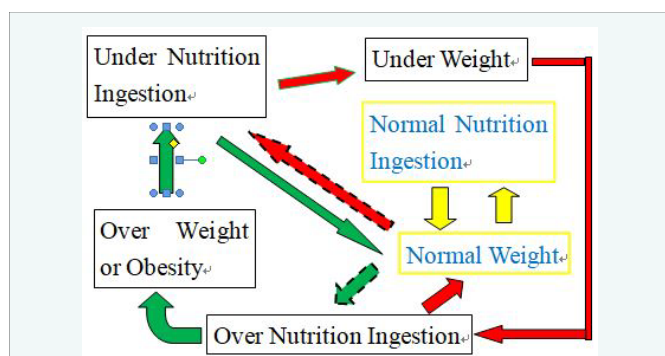 Under Nutrition
Ingestion
Under Weight
Normal Nutrition
Ingestion
Over Weight
or Obesity
Normal Weight
Over Nutrition Ingestion